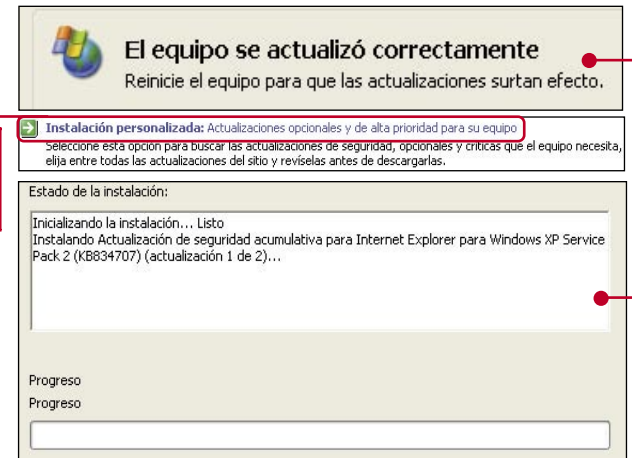 El equipo se actualizó correctamente
Reinicie el equipo para que las actualizaciones surtan efecto.
Instalación personalizada: Actualizaciones opcionales y de alta prioridad para su equipo
Seleccione esta opción para buscar las actualizaciones de seguridad, opcionales y críticas que el equipo necesita,
elija entre todas las actualizaciones del sitio y revíselas antes de descargarlas.
Estado de la instalación:
Inicializando la instalación... Listo
Instalando Actualización de seguridad acumulativa para Internet Explorer para Windows XP Service
Pack 2 (KB834707) (actualización 1 de 2)...
Progreso
Progreso